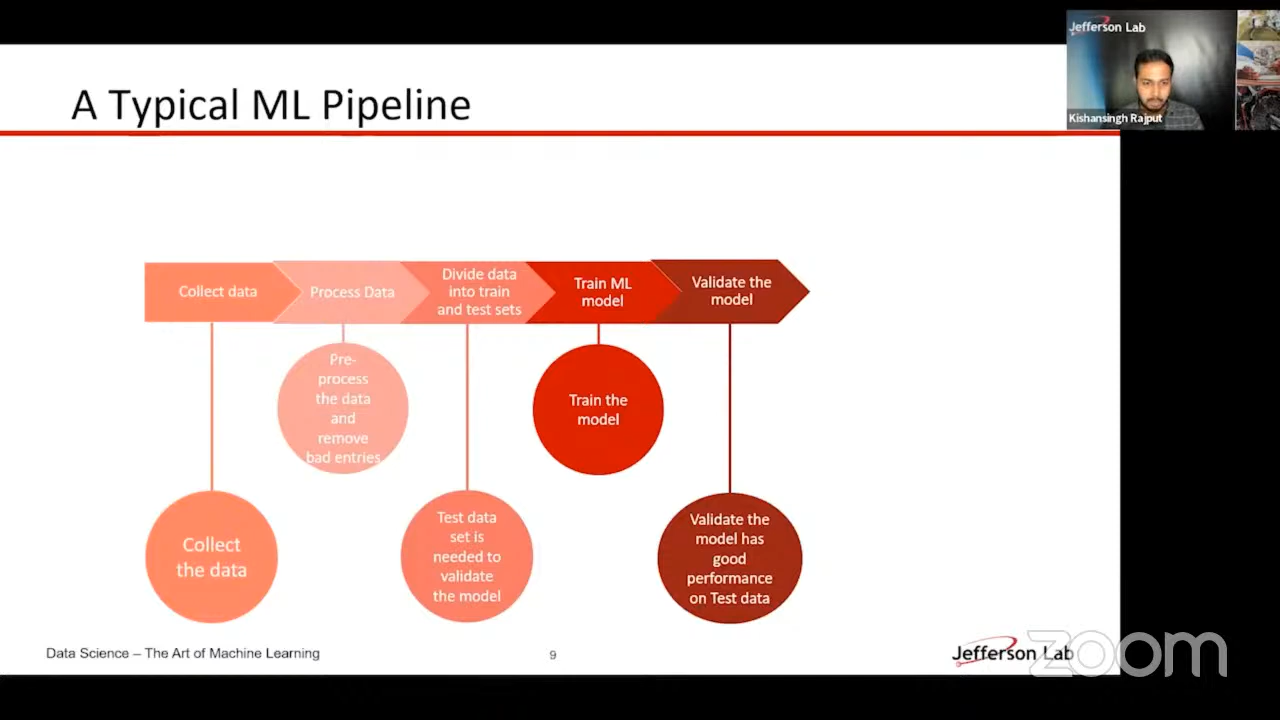 Jefferson Lab
Kishansingh Rajput
A Typical ML Pipeline
Collect data
Process Data
Divide data
into train
and test sets
Train ML
model
Validate the
model
Pre-
process
the data
and
remove
bad entries
Train the
model
Collect
the data
Test data
set is
needed to
validate
the model
Validate the
model has
good
performance
on Test data
Data Science – The Art of Machine Learning
9
Jefferson Lab
zoom